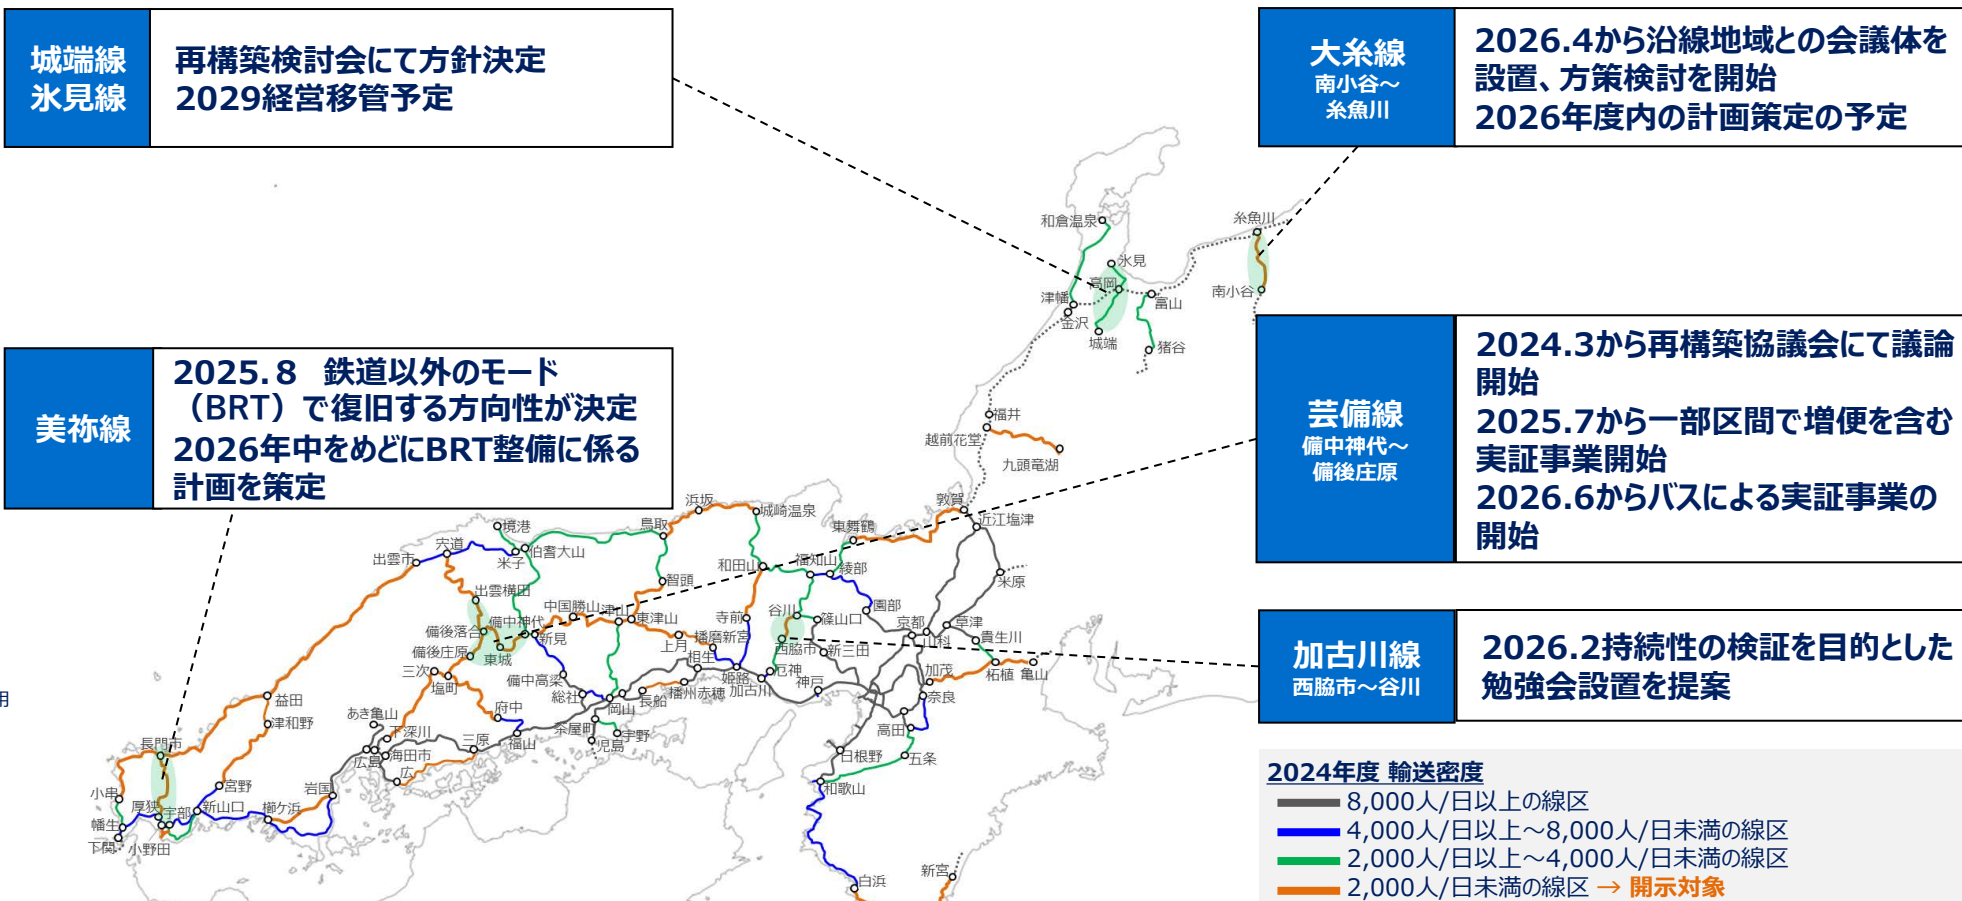 城端線
氷見線
再構築検討会にて方針決定
2029経営移管予定
大糸線
南小谷～
糸魚川
2026.4から沿線地域との会議体を
設置、方策検討を開始
2026年度内の計画策定の予定
美祢線
2025.8 鉄道以外のモード
（BRT）で復旧する方向性が決定
2026年中をめどにBRT整備に係る
計画を策定
芸備線
備中神代～
備後庄原
2024.3から再構築協議会にて議論
開始
2025.7から一部区間で増便を含む
実証事業開始
2026.6からバスによる実証事業の
開始
加古川線
西脇市～谷川
2026.2持続性の検証を目的とした
勉強会設置を提案
和倉温泉
糸魚川
氷見
高岡
南小谷
津幡
富山
金沢
城端
猪谷
福井
越前花堂
九頭竜湖
敦賀
近江塩津
浜坂
城崎温泉
東舞鶴
鳥取
境港
宍道
伯耆大山
米子
出雲市
和田山
福知山
綾部
米原
智頭
出雲横田
中国勝山
津山
東津山
寺前
谷川
篠山口
園部
京都
草津
山科
貴生川
備中神代
新見
備後落合
備後庄原
東城
上月
播磨新宮
西脇市
新三田
相生
三次
塩町
備中高梁
姫路
厄神
加古川
神戸
加茂
柘植
亀山
奈良
総社
岡山
長船
播州赤穂
用
益田
津和野
あき亀山
下深川
府中
福山
茶屋町
児島
宇野
三原
高田
五条
日根野
和歌山
長門市
広島
海田市
広
岩国
宮野
小串
厚狭
宇部
新山口
櫛ケ浜
幡生
下関
小野田
白浜
新宮
2024年度 輸送密度
8,000人/日以上の線区
4,000人/日以上～8,000人/日未満の線区
2,000人/日以上～4,000人/日未満の線区
2,000人/日未満の線区 → 開示対象